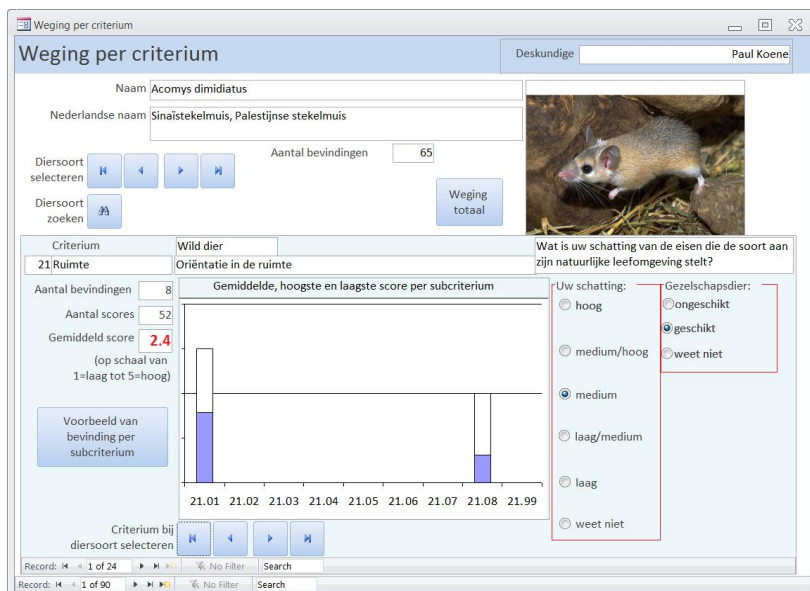 Weging per criterium
Weging per criterium
Deskundige Paul Koene
Naam Acomys dimidiatus
Nederlandse naam Sinaïstekelmuis, Palestijnse stekelmuis
Aantal bevindingen 65
Diersoort selecteren
Diersoort zoeken
Weging totaal
Criterium Wild dier
21 Ruimte Oriëntatie in de ruimte
Wat is uw schatting van de eisen die de soort aan
zijn natuurlijke leefomgeving stelt?
Aantal bevindingen 8
Aantal scores 52
Gemiddeld score 2.4
(op schaal van
1=laag tot 5=hoog)
Voorbeeld van
bevinding per
subcriterium
Gemiddelde, hoogste en laagste score per subcriterium
21.01 21.02 21.03 21.04 21.05 21.06 21.07 21.08 21.99
Uw schatting:
hoog
medium/hoog
medium
laag/medium
laag
weet niet
Gezelschapsdier:
ongeschikt
geschikt
weet niet
Criterium bij
diersoort selecteren
Record: 1 of 24 No Filter Search
Record: 1 of 90 No Filter Search